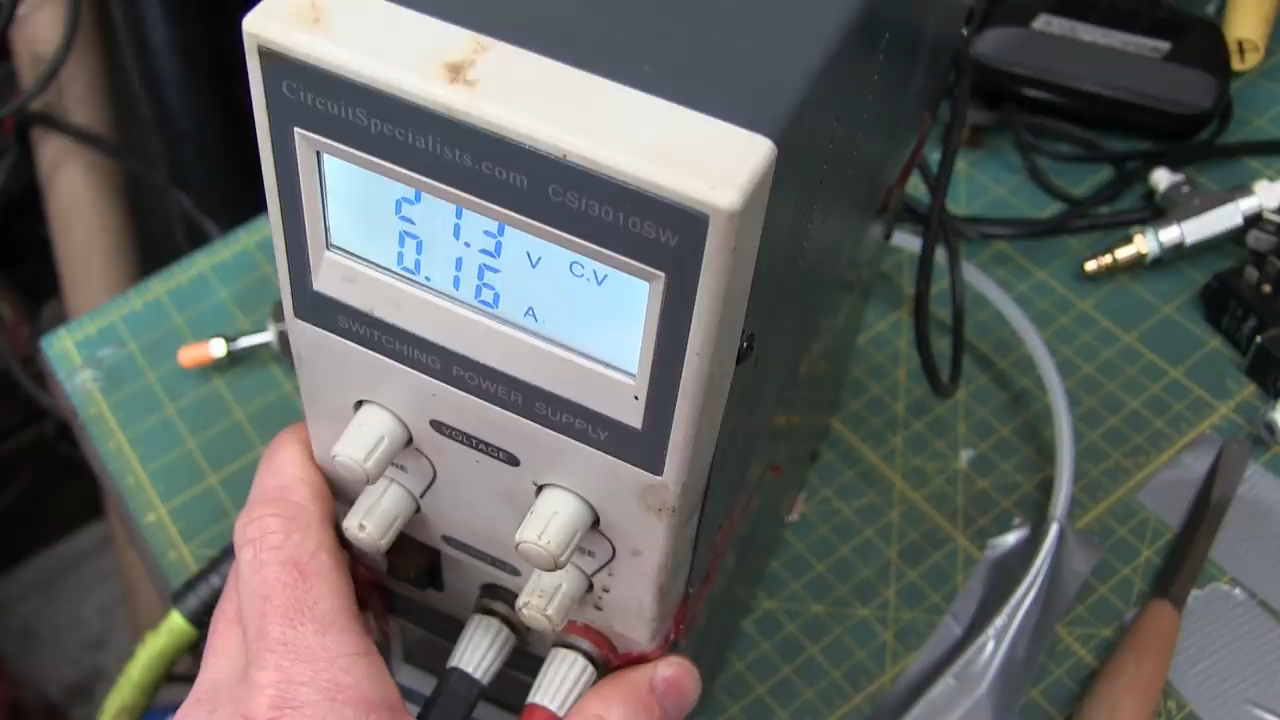 CircuitSpecialists.com CSI3010SW
21.3 V C.V
0.16 A
SWITCHING POWER SUPPLY
VOLTAGE